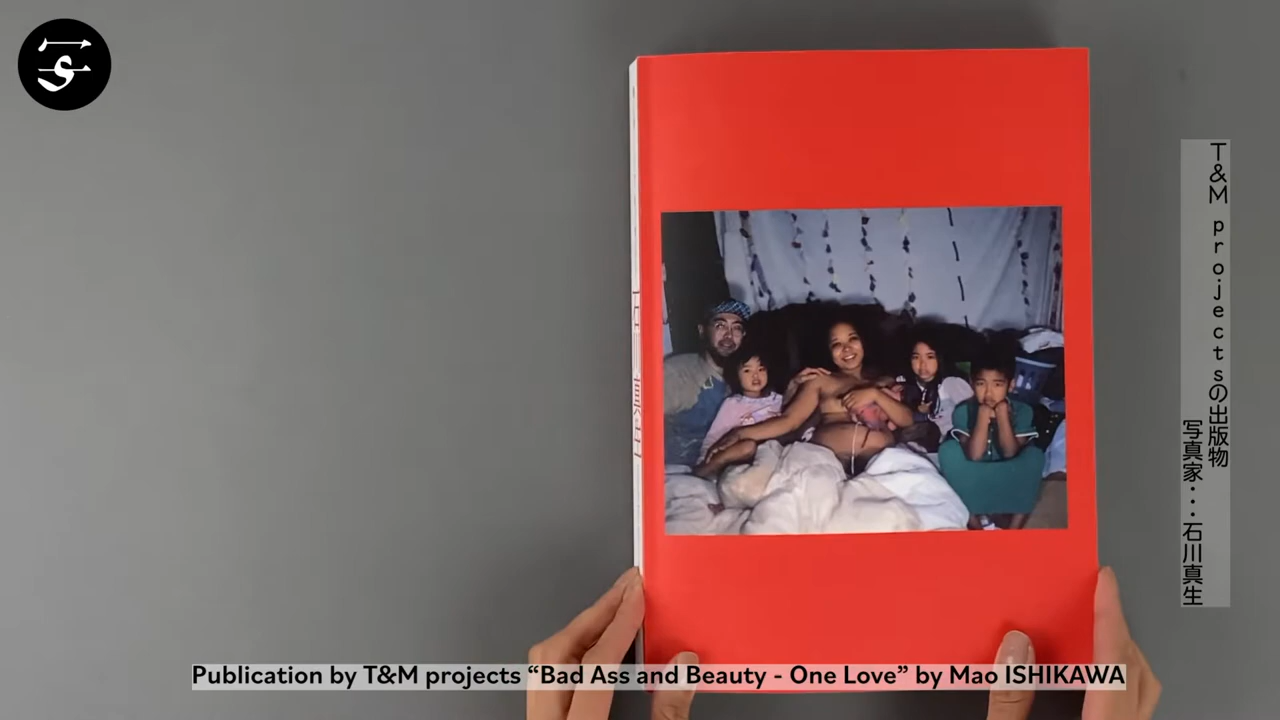 T&M projectsの出版物
写真家・・・石川真生
Publication by T&M projects “Bad Ass and Beauty - One Love” by Mao ISHIKAWA